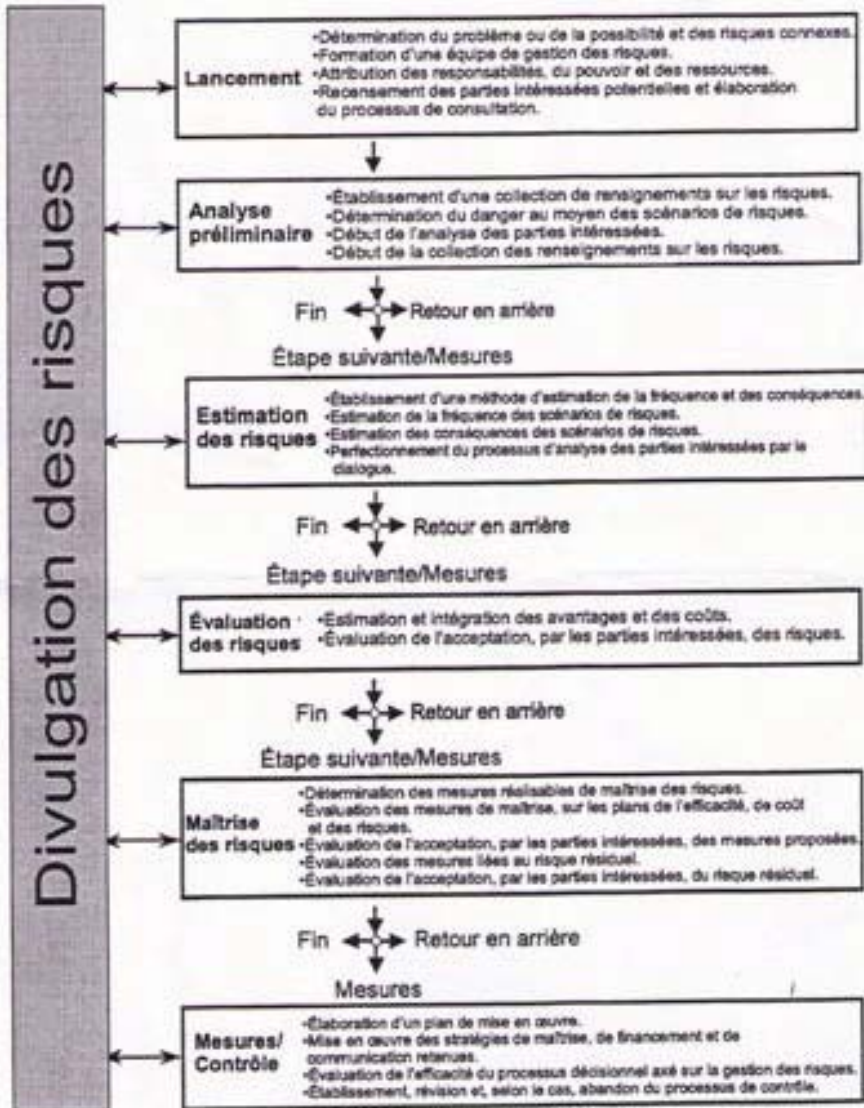 Divulgation des risques
Lancement
•Détermination du problème ou de la possibilité et des risques connexes.
•Formation d'une équipe de gestion des risques.
•Attribution des responsabilités, du pouvoir et des ressources.
•Recensement des parties intéressées potentielles et élaboration
du processus de consultation.
Analyse
préliminaire
•Établissement d'une collection de renseignements sur les risques.
•Détermination du danger au moyen des scénarios de risques.
•Début de l'analyse des parties intéressées.
•Début de la collection des renseignements sur les risques.
Fin Retour en arrière
Étape suivante/Mesures
Estimation
des risques
•Établissement d'une méthode d'estimation de la fréquence et des conséquences.
•Estimation de la fréquence des scénarios de risques.
•Estimation des conséquences des scénarios de risques.
•Perfectionnement du processus d'analyse des parties intéressées par le
dialogue.
Fin Retour en arrière
Étape suivante/Mesures
Évaluation
des risques
•Estimation et intégration des avantages et des coûts.
•Évaluation de l'acceptation, par les parties intéressées, des risques.
Fin Retour en arrière
Étape suivante/Mesures
Maîtrise
des risques
•Détermination des mesures réalisables de maîtrise des risques.
•Évaluation des mesures de maîtrise, sur les plans de l'efficacité, de coût
et des risques.
•Évaluation de l'acceptation, par les parties intéressées, des mesures proposées.
•Évaluation des mesures liées au risque résiduel.
•Évaluation de l'acceptation, par les parties intéressées, du risque résiduel.
Fin Retour en arrière
Mesures
Mesures/
Contrôle
•Élaboration d'un plan de mise en œuvre.
•Mise en œuvre des stratégies de maîtrise, de financement et de
communication retenues.
•Évaluation de l'efficacité du processus décisionnel axé sur la gestion des risques.
•Établissement, révision et, selon le cas, abandon du processus de contrôle.